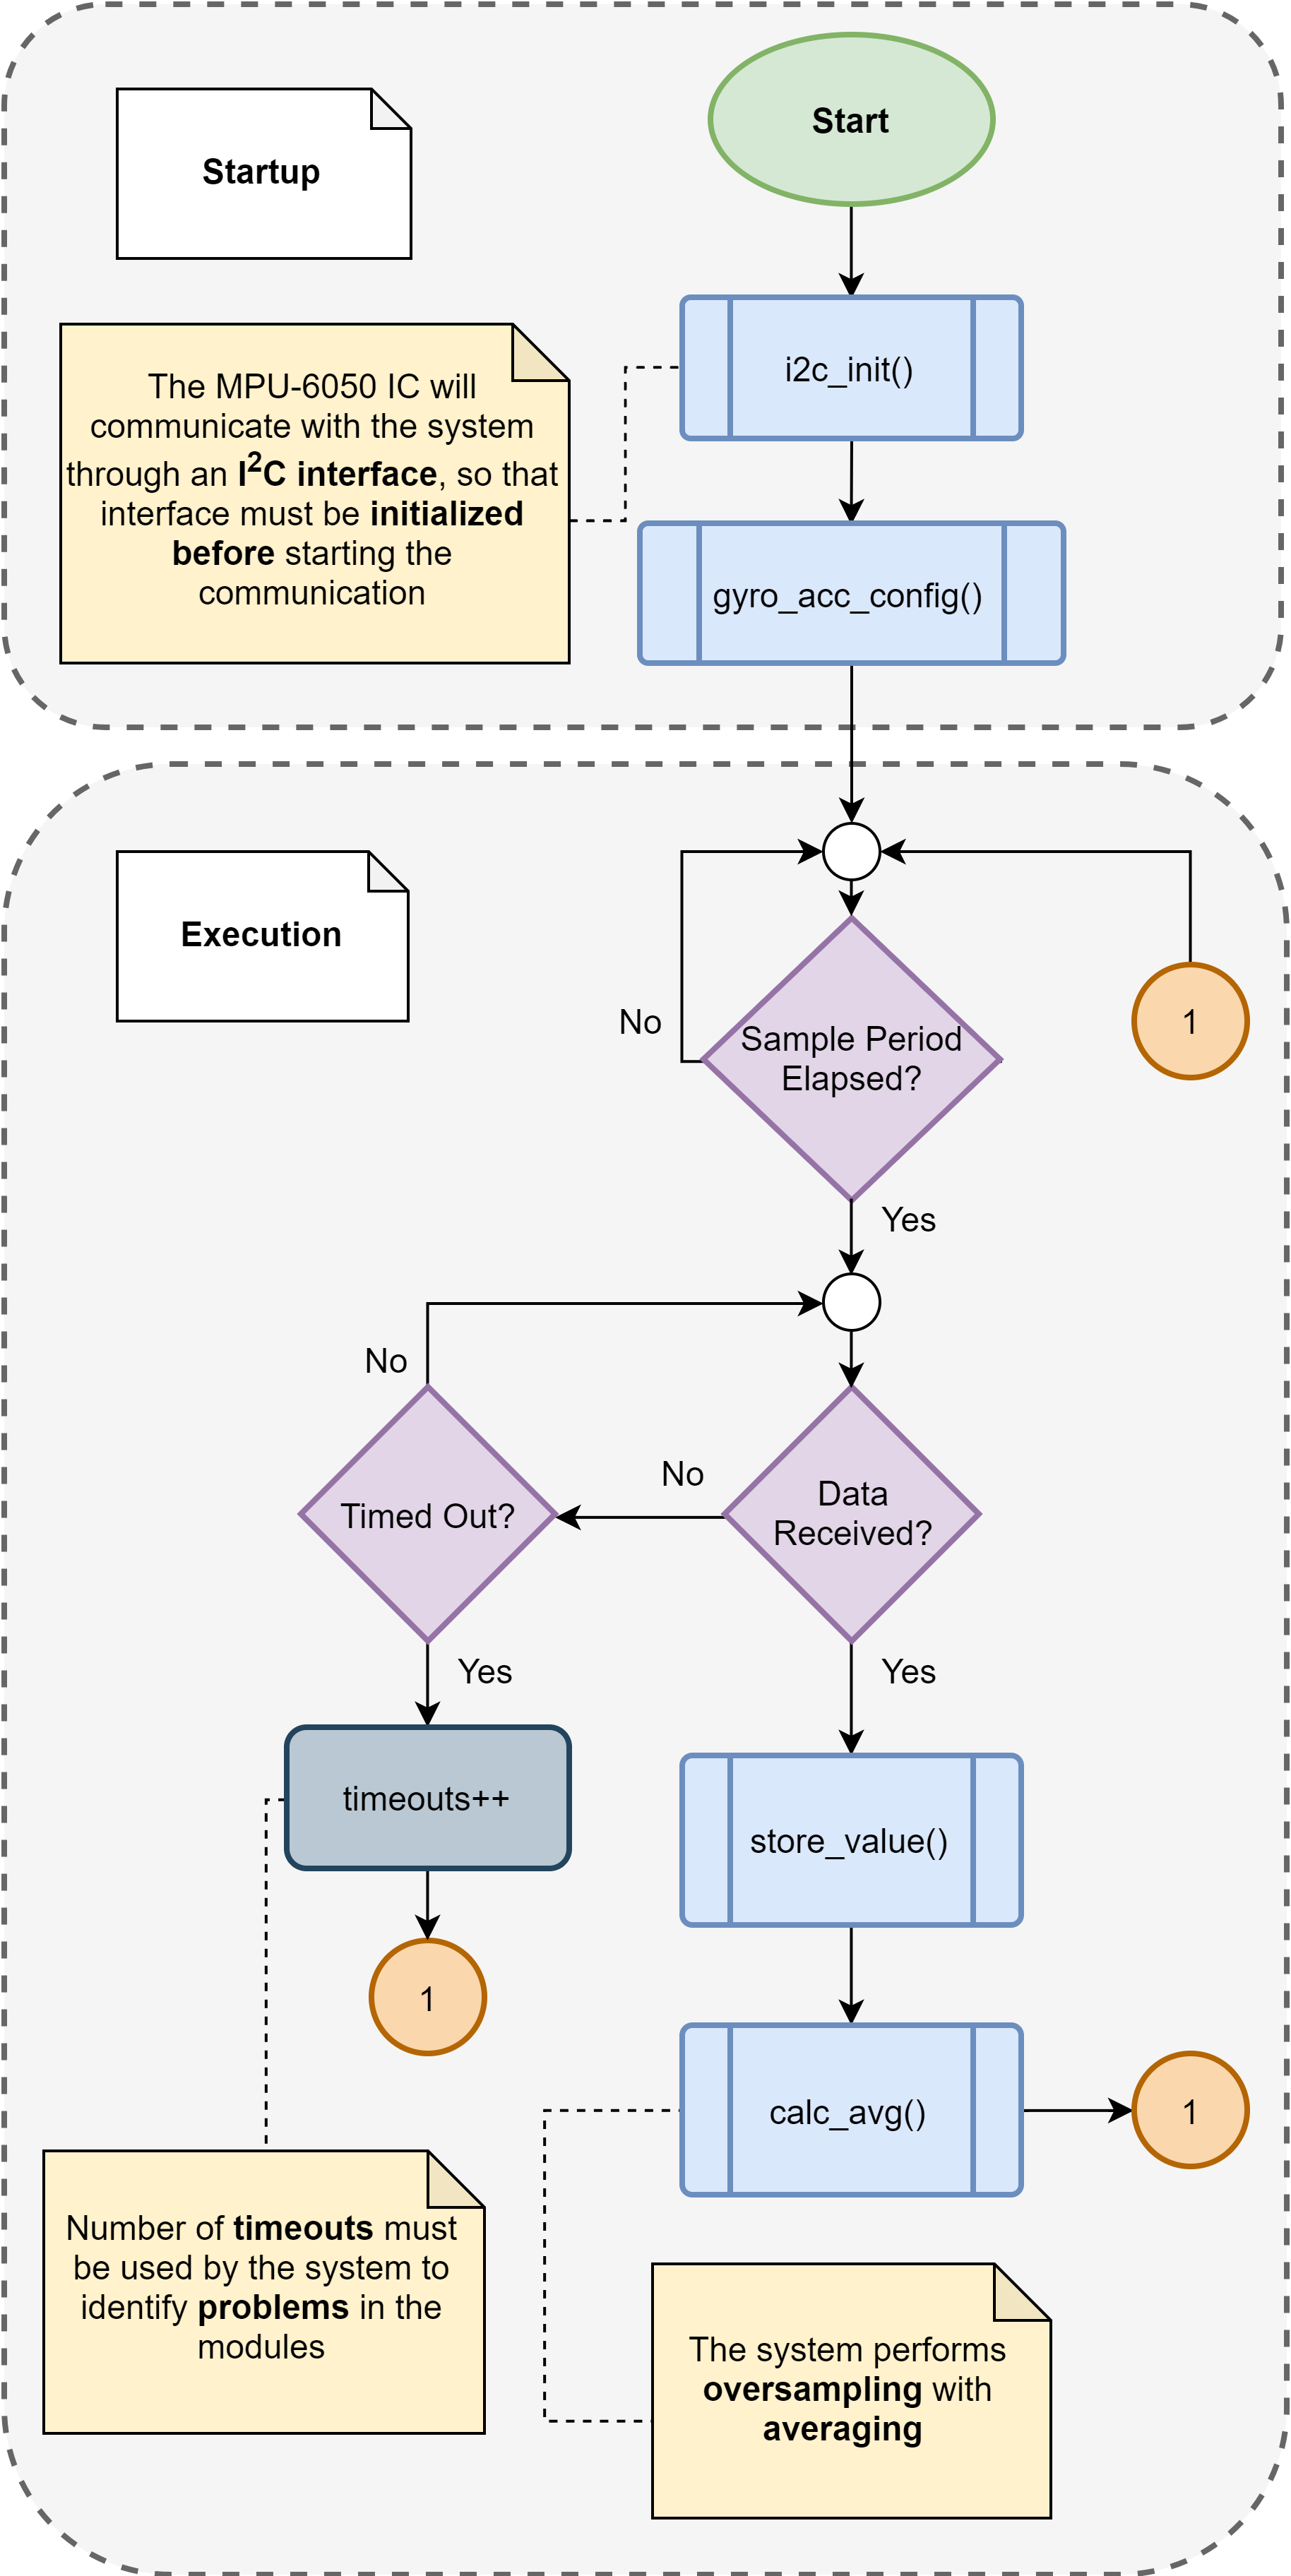 Start
Startup
i2c_init()
The MPU-6050 IC will
communicate with the system
through an I²C interface, so that
interface must be initialized
before starting the
communication
gyro_acc_config()
Execution
No
1
Sample Period
Elapsed?
Yes
No
No
Timed Out?
Data
Received?
Yes
Yes
timeouts++
store_value()
1
calc_avg()
1
Number of timeouts must
be used by the system to
identify problems in the
modules
The system performs
oversampling with
averaging